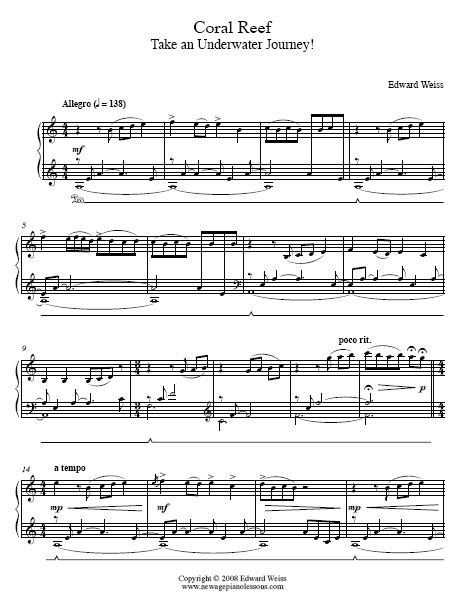 Coral Reef
Take an Underwater Journey!
Edward Weiss
Allegro (♩ = 138)
mf
5
9
poco rit.
p
14
a tempo
mp mf mp
Copyright © 2008 Edward Weiss
www.newagepianolessons.com